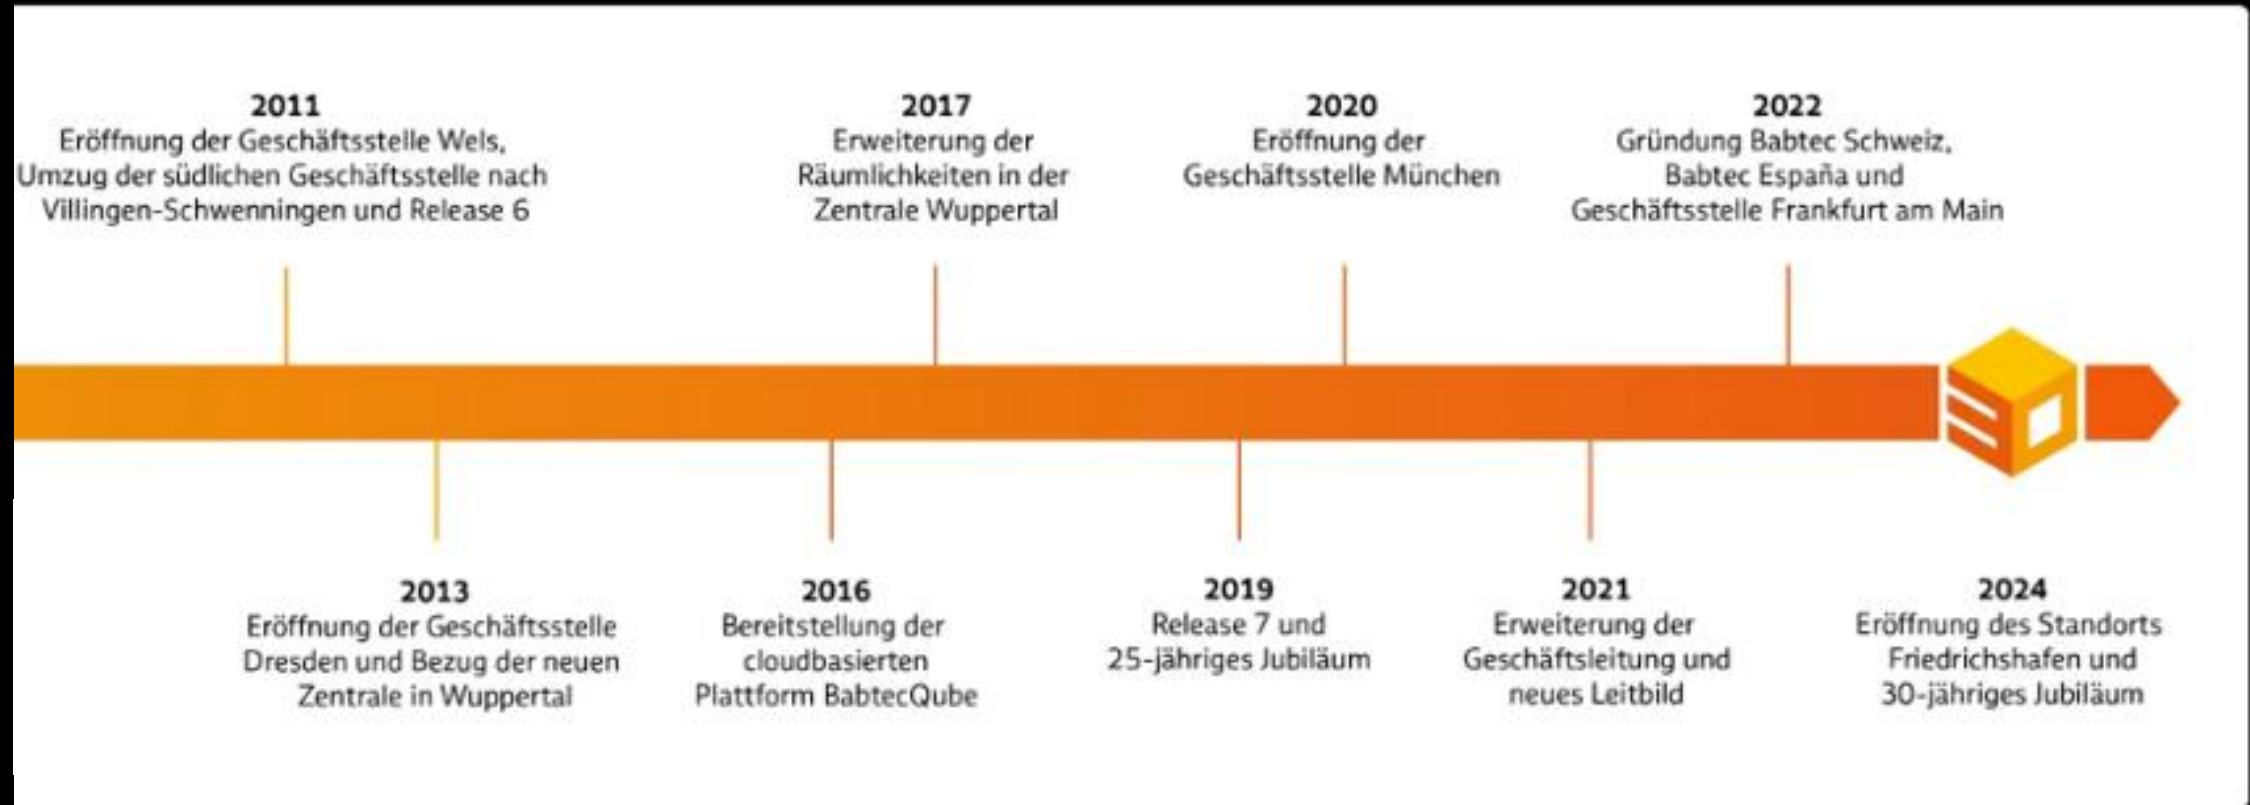 2011
Eröffnung der Geschäftsstelle Wels,
Umzug der südlichen Geschäftsstelle nach
Villingen-Schwenningen und Release 6
2017
Erweiterung der
Räumlichkeiten in der
Zentrale Wuppertal
2020
Eröffnung der
Geschäftsstelle München
2022
Gründung Babtec Schweiz,
Babtec España und
Geschäftsstelle Frankfurt am Main
2013
Eröffnung der Geschäftsstelle
Dresden und Bezug der neuen
Zentrale in Wuppertal
2016
Bereitstellung der
cloudbasierten
Plattform BabtecQube
2019
Release 7 und
25-jähriges Jubiläum
2021
Erweiterung der
Geschäftsleitung und
neues Leitbild
2024
Eröffnung des Standorts
Friedrichshafen und
30-jähriges Jubiläum